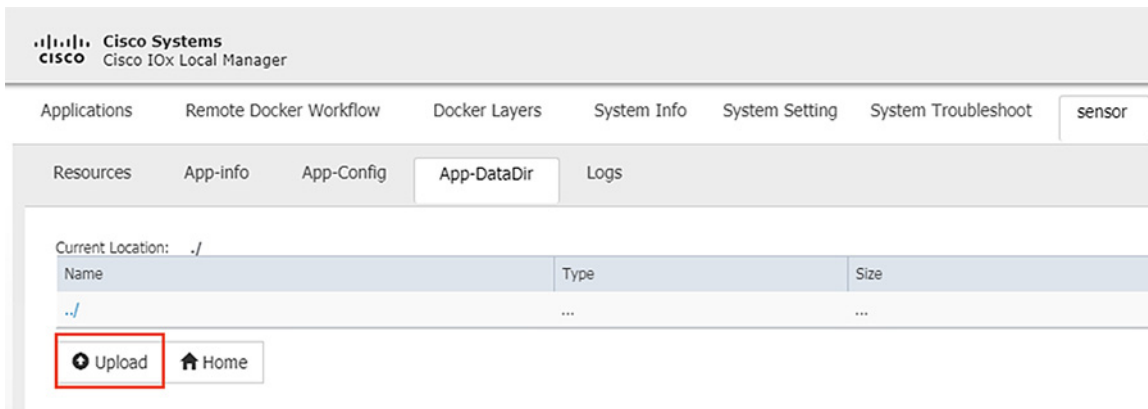 Cisco Systems
CISCO Cisco IOx Local Manager
Applications Remote Docker Workflow Docker Layers System Info System Setting System Troubleshoot sensor
Resources App-info App-Config App-DataDir Logs
Current Location: ./
Name Type Size
../ ... ...
Upload Home